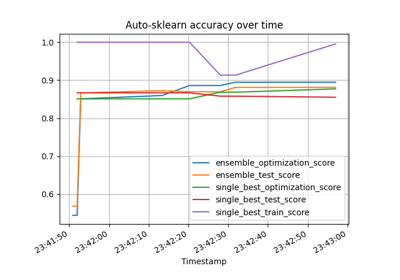 Auto-sklearn accuracy over time
1.0
0.9
0.8
0.7
0.6
ensemble_optimization_score
ensemble_test_score
single_best_optimization_score
single_best_test_score
single_best_train_score
23:41:50
23:42:00
23:42:10
23:42:20
23:42:30
23:42:40
23:42:50
23:43:00
Timestamp